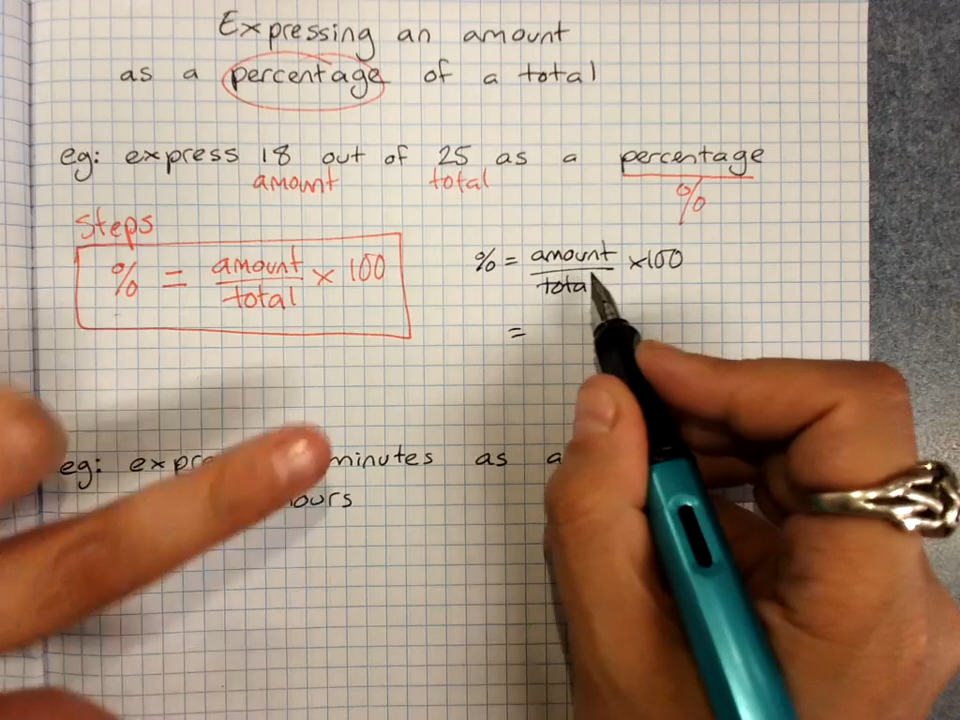 Expressing an amount
as a percentage of a total
eg: express 18 out of 25 as a percentage
amount total %
Steps
% = amount/total × 100
% = amount/total ×100
=
eg: minutes as a
hours